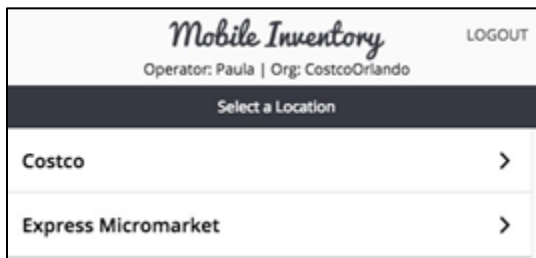 Mobile Inventory
LOGOUT
Operator: Paula | Org: CostcoOrlando
Select a Location
Costco
Express Micromarket